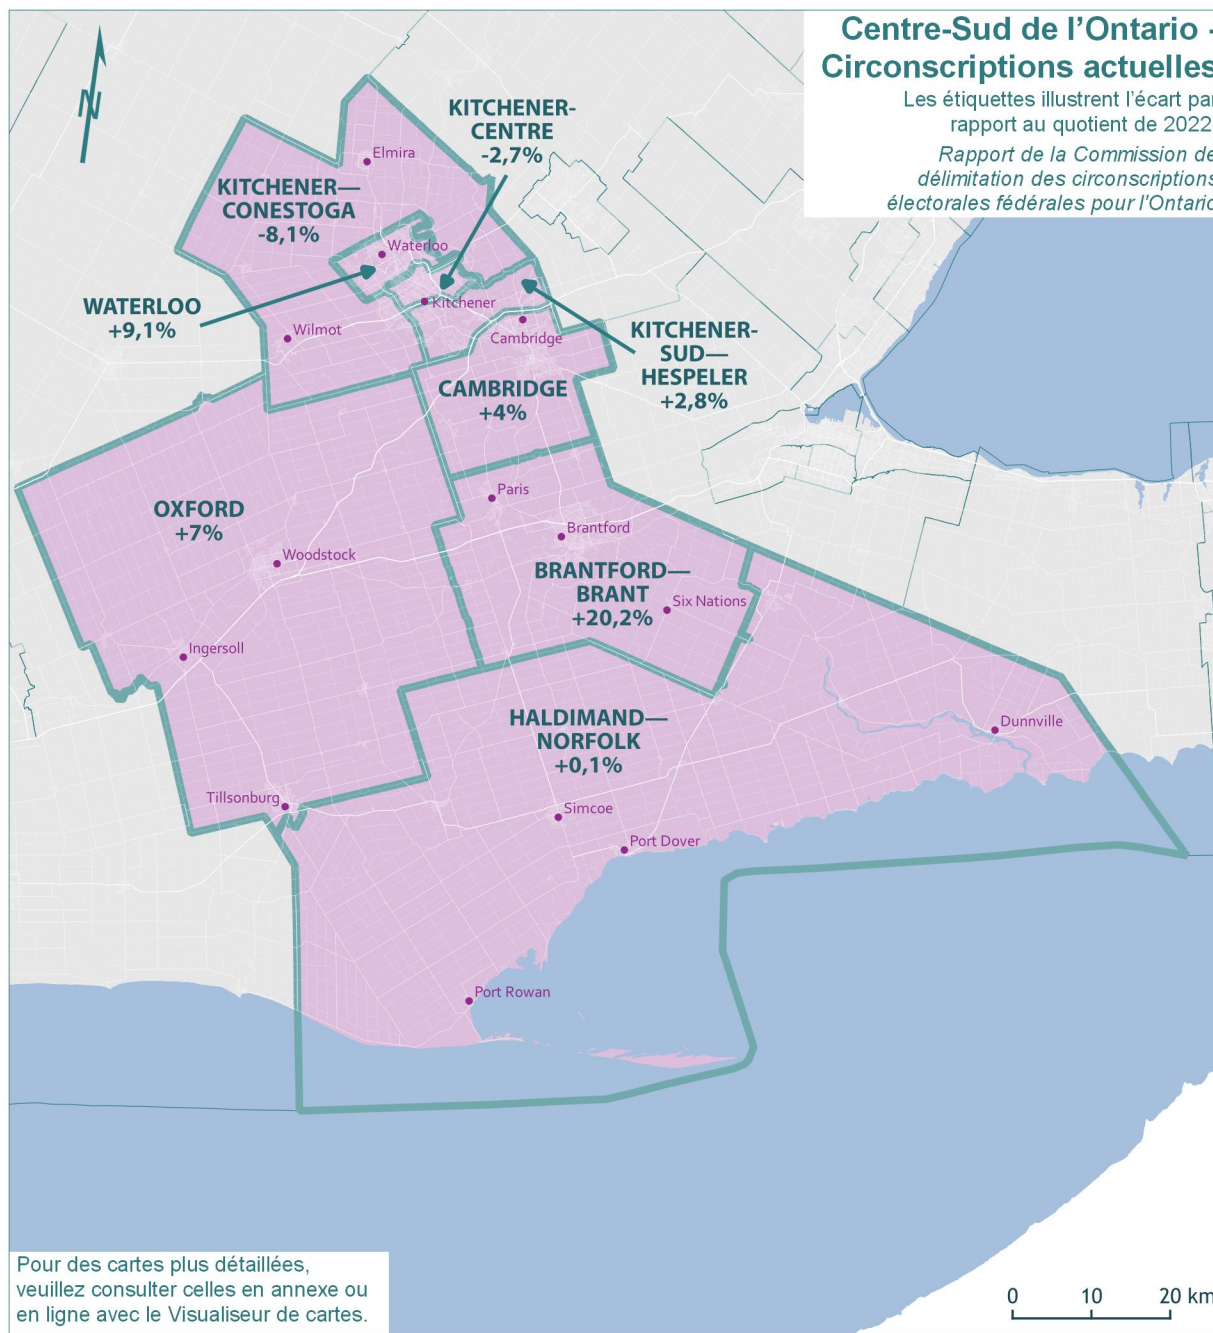 Centre-Sud de l'Ontario -
Circonscriptions actuelles
Les étiquettes illustrent l'écart par
rapport au quotient de 2022
Rapport de la Commission de
délimitation des circonscriptions
électorales fédérales pour l'Ontario
N
KITCHENER-
CENTRE
-2,7%
Elmira
KITCHENER—
CONESTOGA
-8,1%
Waterloo
WATERLOO
+9,1%
Kitchener
Wilmot
Cambridge
KITCHENER-
SUD—
HESPELER
+2,8%
CAMBRIDGE
+4%
Paris
OXFORD
+7%
Brantford
Woodstock
BRANTFORD—
BRANT
+20,2%
Six Nations
Ingersoll
HALDIMAND—
NORFOLK
+0,1%
Dunnville
Tillsonburg
Simcoe
Port Dover
Port Rowan
Pour des cartes plus détaillées,
veuillez consulter celles en annexe ou
en ligne avec le Visualiseur de cartes.
0 10 20 km